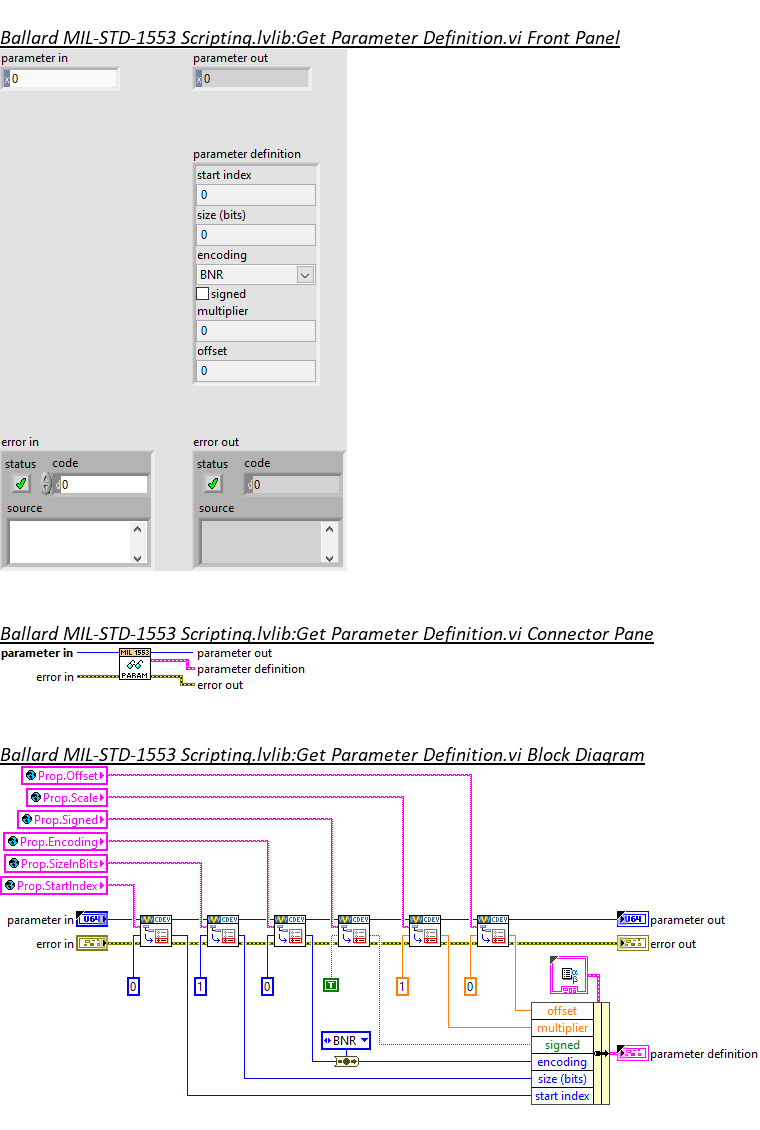 Ballard MIL-STD-1553 Scripting.lvlib:Get Parameter Definition.vi Front Panel
parameter in
parameter out
x 0
x 0
parameter definition
start index
0
size (bits)
0
encoding
BNR
signed
multiplier
0
offset
0
error in
error out
status code
status code
d 0
d 0
source
source
Ballard MIL-STD-1553 Scripting.lvlib:Get Parameter Definition.vi Connector Pane
parameter in
MIL 1553
PARAM
parameter out
parameter definition
error in
error out
Ballard MIL-STD-1553 Scripting.lvlib:Get Parameter Definition.vi Block Diagram
Prop.Offset
Prop.Scale
Prop.Signed
Prop.Encoding
Prop.SizeInBits
Prop.StartIndex
parameter in U64 CDEV CDEV CDEV CDEV CDEV CDEV U64 parameter out
error in
error out
0 1 0 T 1 0
offset
multiplier
signed
BNR
encoding
size (bits)
start index
parameter definition